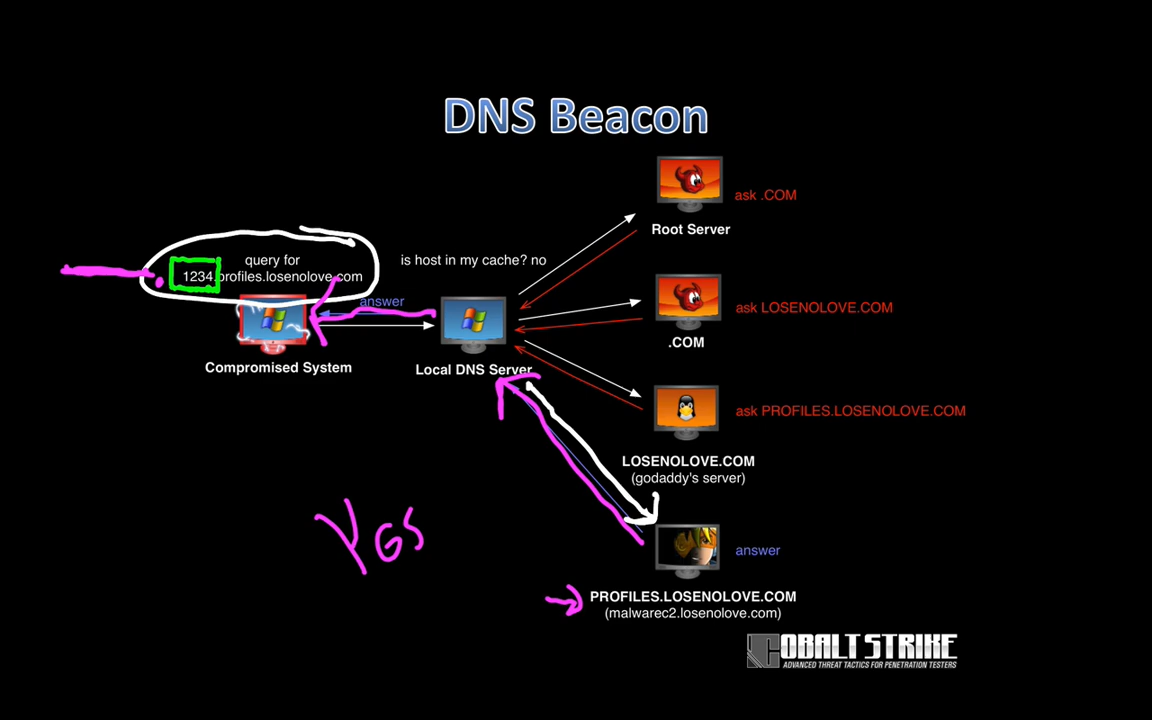 DNS Beacon
ask .COM
Root Server
query for
1234.profiles.losenolove.com
is host in my cache? no
answer
ask LOSENOLOVE.COM
.COM
Compromised System
Local DNS Server
ask PROFILES.LOSENOLOVE.COM
LOSENOLOVE.COM
(godaddy's server)
answer
PROFILES.LOSENOLOVE.COM
(malwarec2.losenolove.com)
COBALT STRIKE
ADVANCED THREAT TACTICS FOR PENETRATION TESTERS